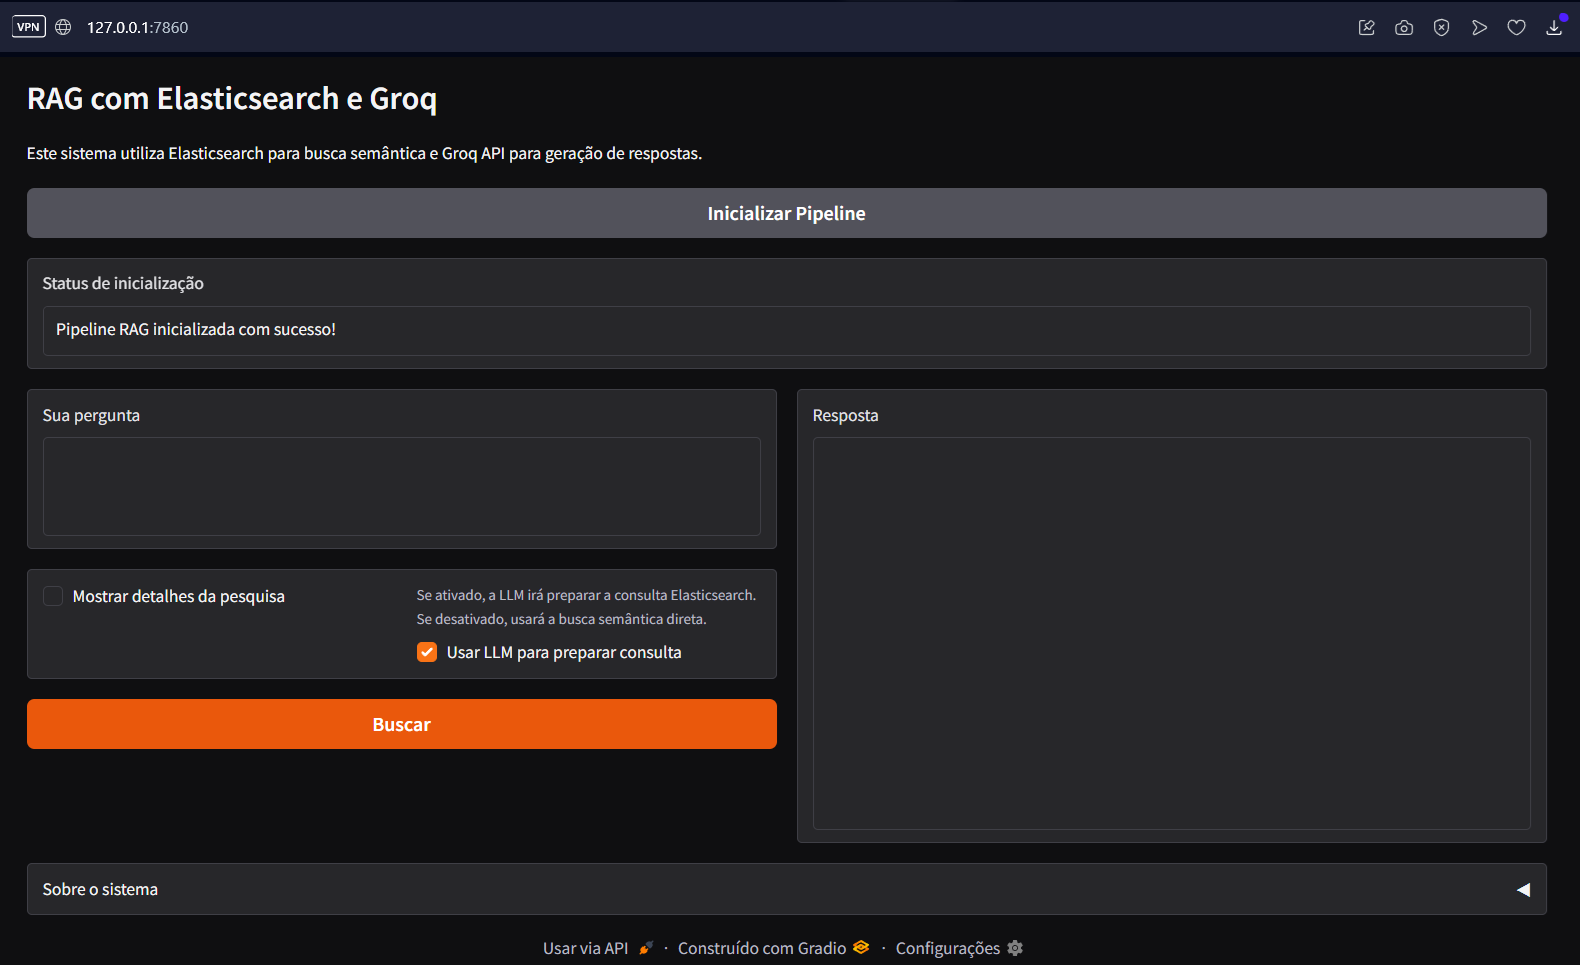 VPN 127.0.0.1:7860
RAG com Elasticsearch e Groq
Este sistema utiliza Elasticsearch para busca semântica e Groq API para geração de respostas.
Inicializar Pipeline
Status de inicialização
Pipeline RAG inicializada com sucesso!
Sua pergunta
Mostrar detalhes da pesquisa
Se ativado, a LLM irá preparar a consulta Elasticsearch.
Se desativado, usará a busca semântica direta.
Usar LLM para preparar consulta
Buscar
Resposta
Sobre o sistema
Usar via API · Construído com Gradio · Configurações